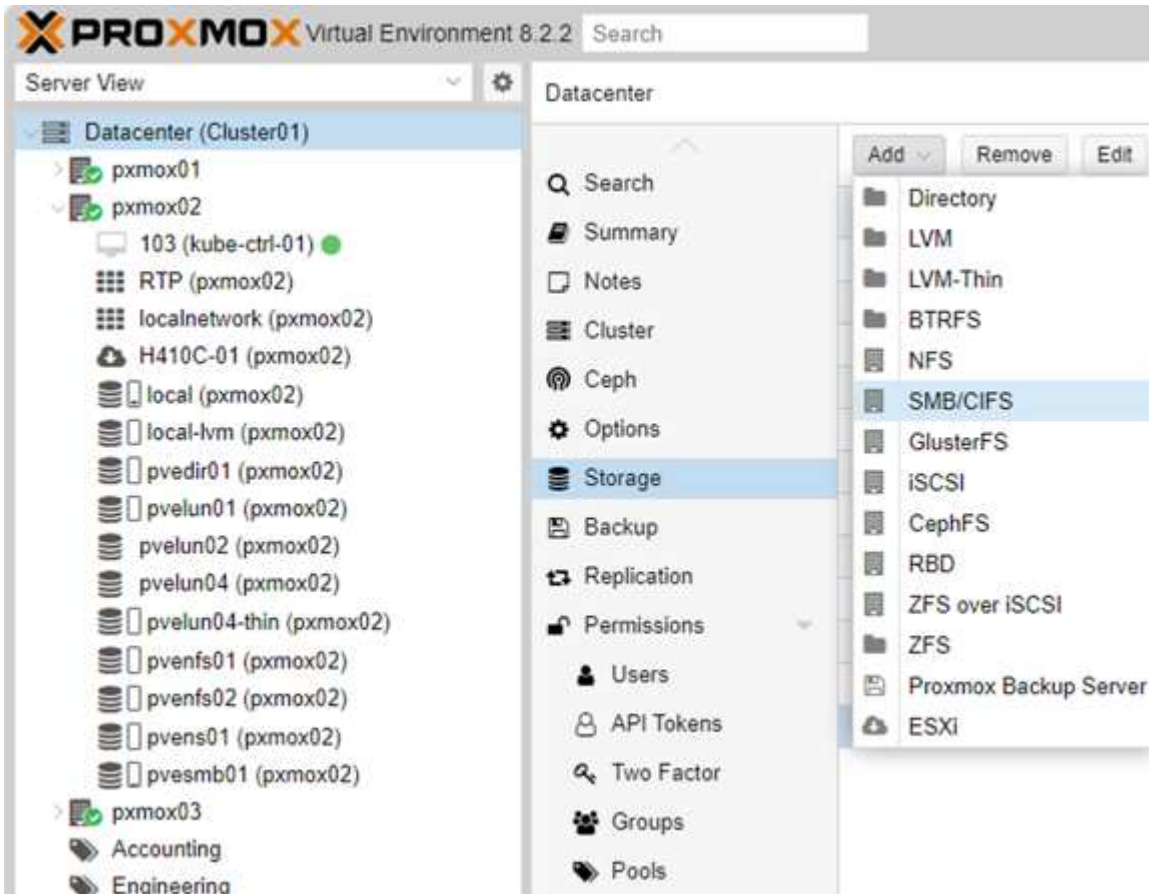 PROXMOX Virtual Environment 8.2.2 Search
Server View
Datacenter (Cluster01)
pxmox01
pxmox02
103 (kube-ctrl-01)
RTP (pxmox02)
localnetwork (pxmox02)
H410C-01 (pxmox02)
local (pxmox02)
local-lvm (pxmox02)
pvedir01 (pxmox02)
pvelun01 (pxmox02)
pvelun02 (pxmox02)
pvelun04 (pxmox02)
pvelun04-thin (pxmox02)
pvenfs01 (pxmox02)
pvenfs02 (pxmox02)
pvens01 (pxmox02)
pvesmb01 (pxmox02)
pxmox03
Accounting
Engineering
Datacenter
Search
Summary
Notes
Cluster
Ceph
Options
Storage
Backup
Replication
Permissions
Users
API Tokens
Two Factor
Groups
Pools
Add Remove Edit
Directory
LVM
LVM-Thin
BTRFS
NFS
SMB/CIFS
GlusterFS
iSCSI
CephFS
RBD
ZFS over iSCSI
ZFS
Proxmox Backup Server
ESXi